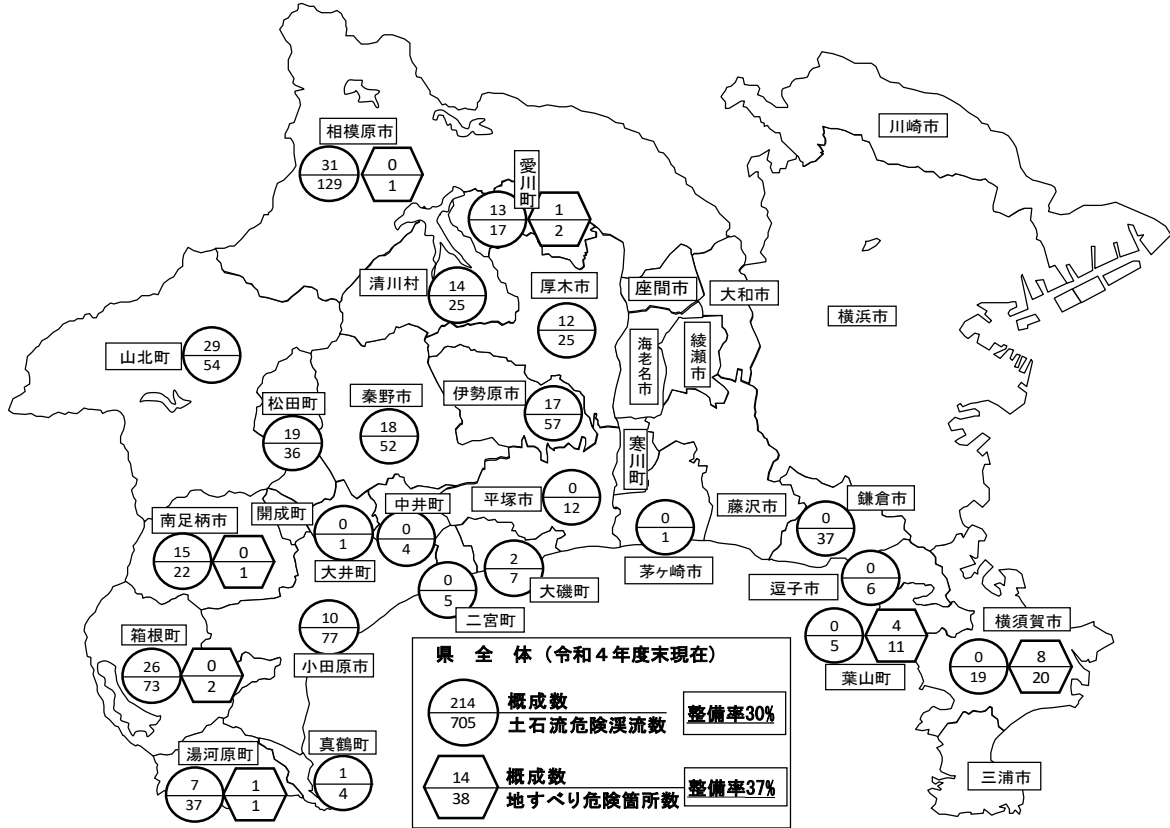 相模原市
31
129
0
1
愛川町
13
17
1
2
川崎市
清川村
14
25
厚木市
12
25
座間市
大和市
横浜市
海老名市
綾瀬市
山北町
29
54
松田町
19
36
秦野市
18
52
伊勢原市
17
57
寒川町
南足柄市
15
22
0
1
開成町
0
1
大井町
中井町
0
4
平塚市
0
12
0
5
二宮町
2
7
大磯町
0
1
茅ヶ崎市
藤沢市
鎌倉市
0
37
逗子市
0
6
0
5
4
11
葉山町
横須賀市
0
19
8
20
三浦市
箱根町
26
73
0
2
10
77
小田原市
湯河原町
7
37
1
1
真鶴町
1
4
県全体（令和４年度末現在）
214
705
概成数
土石流危険渓流数
整備率30%
14
38
概成数
地すべり危険箇所数
整備率37%